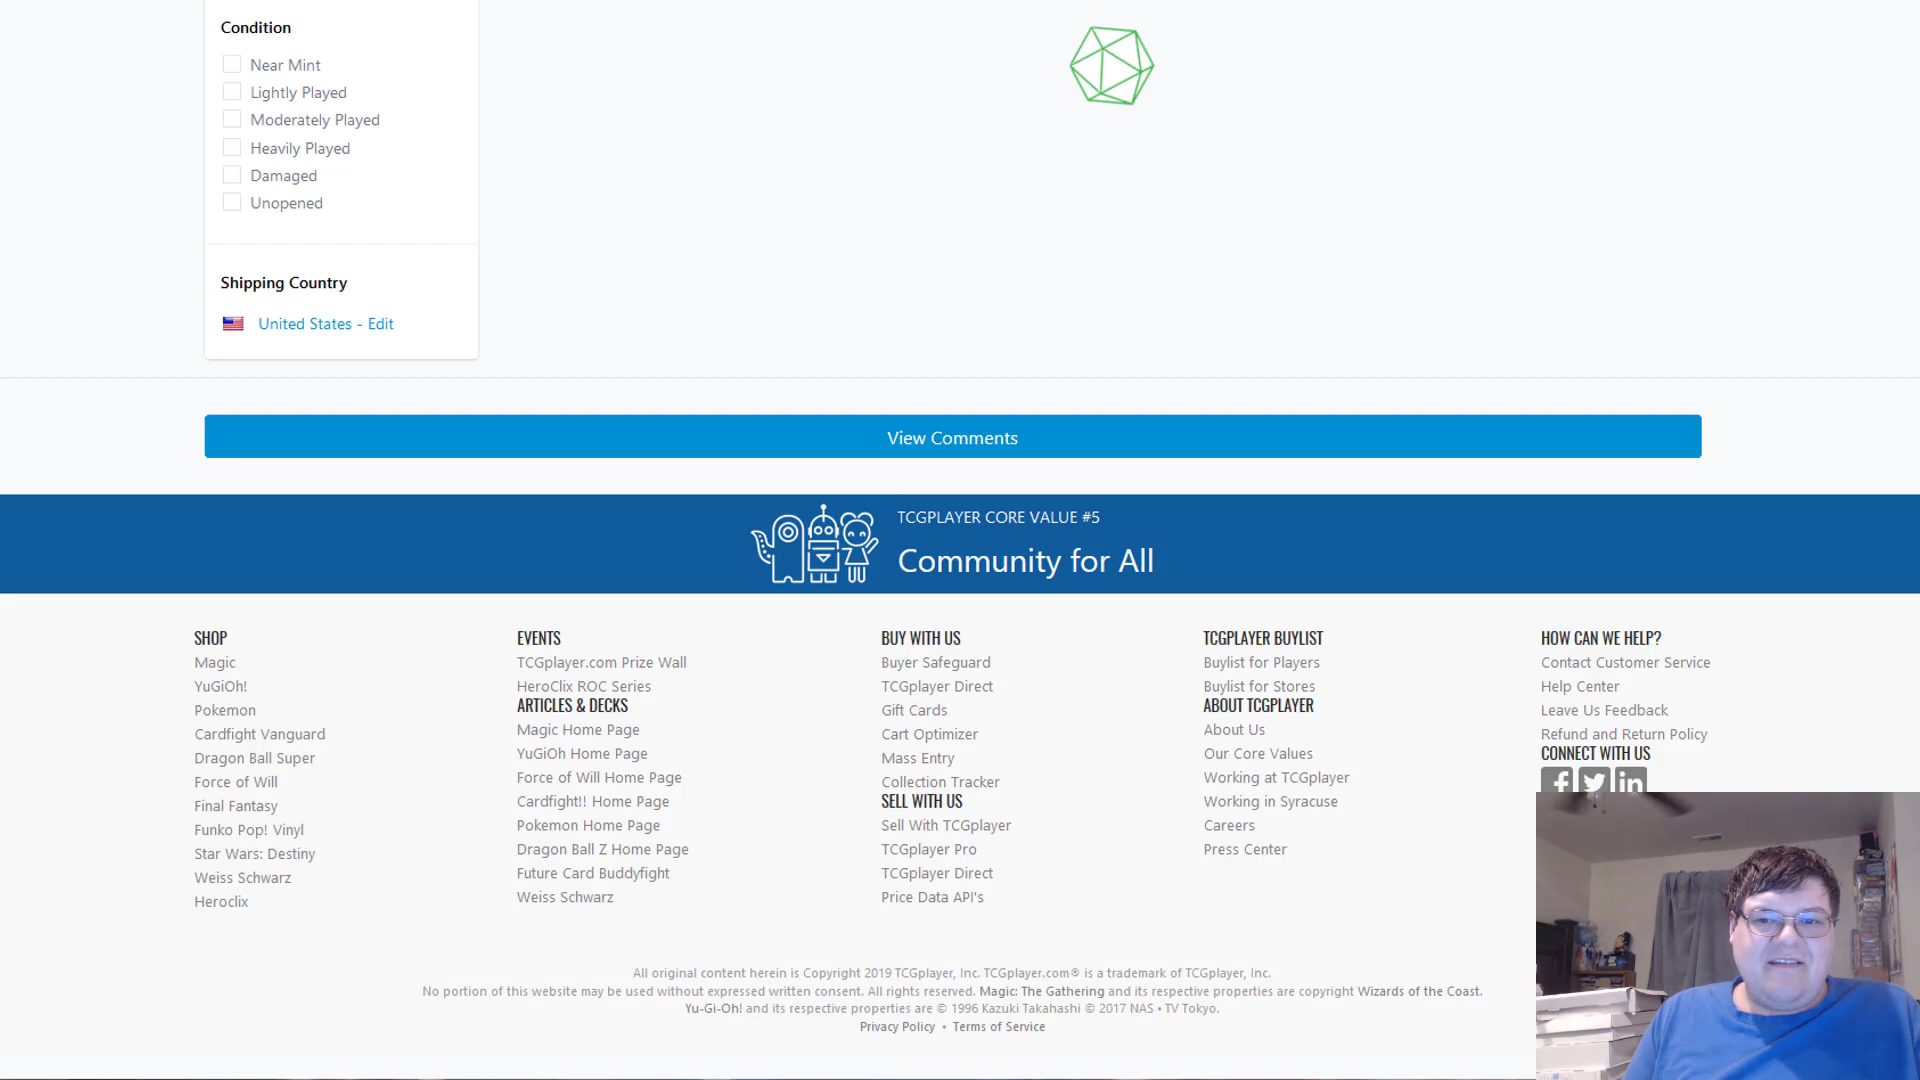 Condition
Near Mint
Lightly Played
Moderately Played
Heavily Played
Damaged
Unopened
Shipping Country
United States - Edit
View Comments
TCGPLAYER CORE VALUE #5
Community for All
SHOP
Magic
YuGiOh!
Pokemon
Cardfight Vanguard
Dragon Ball Super
Force of Will
Final Fantasy
Funko Pop! Vinyl
Star Wars: Destiny
Weiss Schwarz
Heroclix
EVENTS
TCGplayer.com Prize Wall
HeroClix ROC Series
ARTICLES & DECKS
Magic Home Page
YuGiOh Home Page
Force of Will Home Page
Cardfight!! Home Page
Pokemon Home Page
Dragon Ball Z Home Page
Future Card Buddyfight
Weiss Schwarz
BUY WITH US
Buyer Safeguard
TCGplayer Direct
Gift Cards
Cart Optimizer
Mass Entry
Collection Tracker
SELL WITH US
Sell With TCGplayer
TCGplayer Pro
TCGplayer Direct
Price Data API's
TCGPLAYER BUYLIST
Buylist for Players
Buylist for Stores
ABOUT TCGPLAYER
About Us
Our Core Values
Working at TCGplayer
Working in Syracuse
Careers
Press Center
HOW CAN WE HELP?
Contact Customer Service
Help Center
Leave Us Feedback
Refund and Return Policy
CONNECT WITH US
All original content herein is Copyright 2019 TCGplayer, Inc. TCGplayer.com® is a trademark of TCGplayer, Inc.
No portion of this website may be used without expressed written consent. All rights reserved. Magic: The Gathering and its respective properties are copyright Wizards of the Coast.
Yu-Gi-Oh! and its respective properties are © 1996 Kazuki Takahashi © 2017 NAS • TV Tokyo.
Privacy Policy • Terms of Service